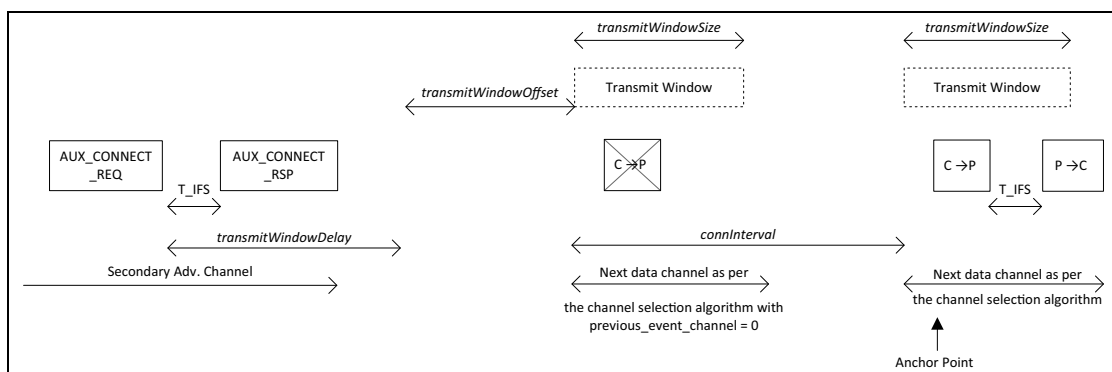 transmitWindowSize
transmitWindowSize
Transmit Window
Transmit Window
transmitWindowOffset
AUX_CONNECT
_REQ
AUX_CONNECT
_RSP
C →P
C →P
P →C
T_IFS
T_IFS
transmitWindowDelay
connInterval
Secondary Adv. Channel
Next data channel as per
the channel selection algorithm with
previous_event_channel = 0
Next data channel as per
the channel selection algorithm
Anchor Point